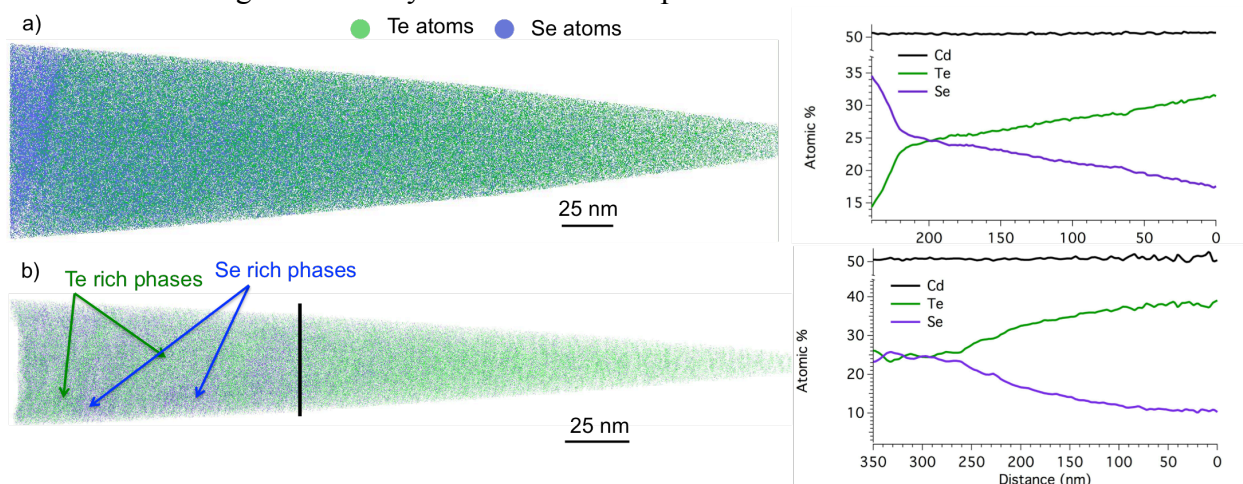 a)
Te atoms
Se atoms
25 nm
50
35
30
25
20
15
Atomic %
Cd
Te
Se
200
150
100
50
0
b)
Te rich phases
Se rich phases
25 nm
50
40
30
20
10
Atomic %
Cd
Te
Se
350
300
250
200
150
100
50
0
Distance (nm)